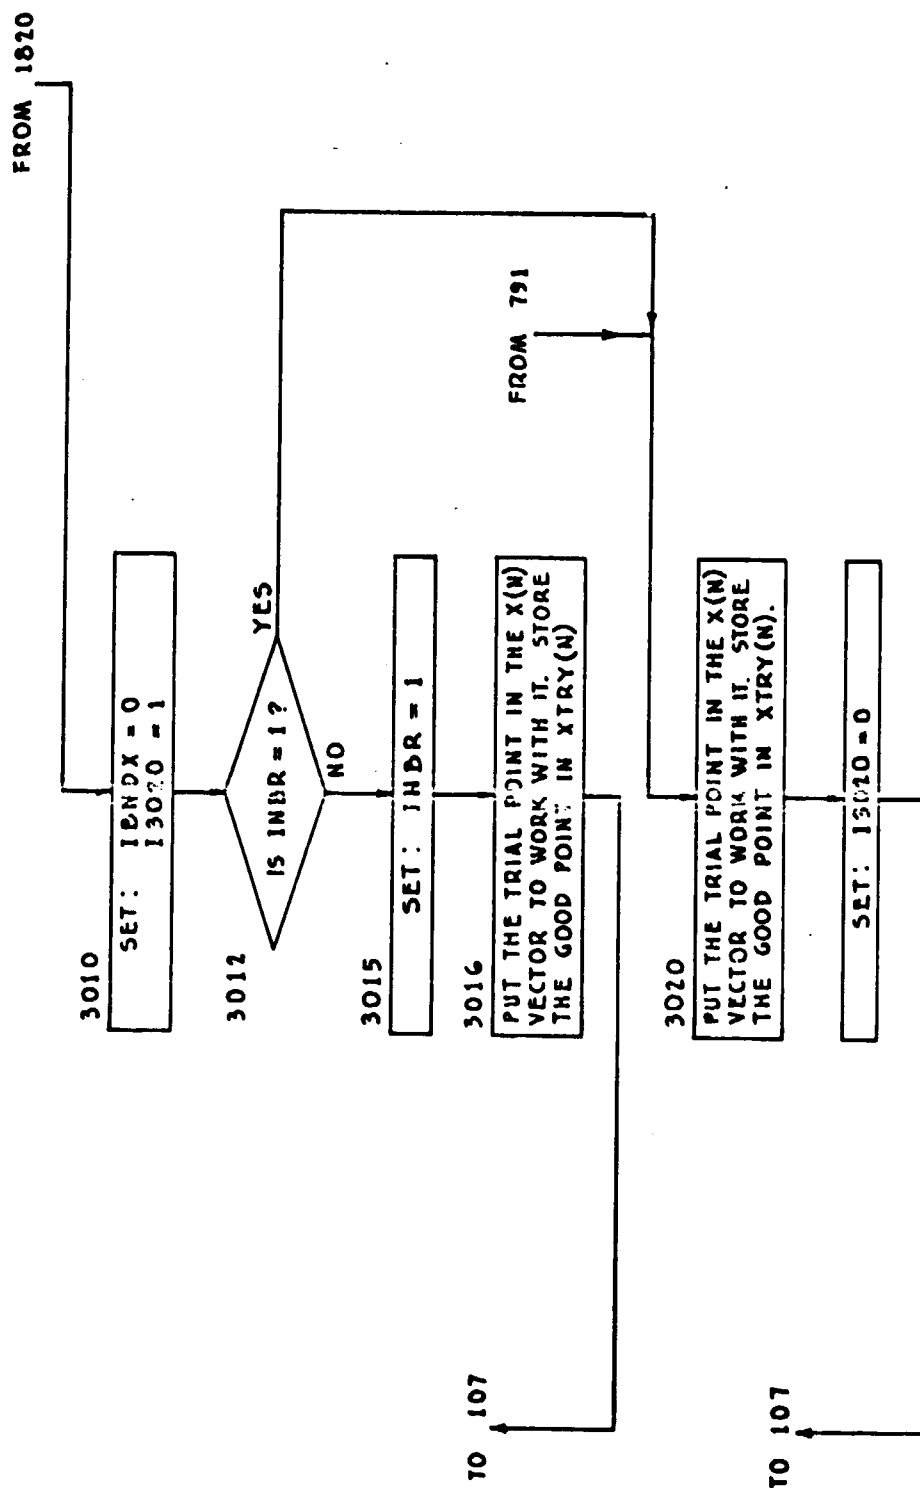 FROM 1820
3010
SET: IBNDX = 0
I3020 = 1
3012
IS INBR = 1?
YES
NO
3015
SET: INBR = 1
3016
PUT THE TRIAL POINT IN THE X(N)
VECTOR TO WORK WITH IT. STORE
THE GOOD POINT IN XTRY(N)
TO 107
FROM 791
3020
PUT THE TRIAL POINT IN THE X(N)
VECTOR TO WORK WITH IT. STORE
THE GOOD POINT IN XTRY(N).
SET: I3020 = 0
TO 107